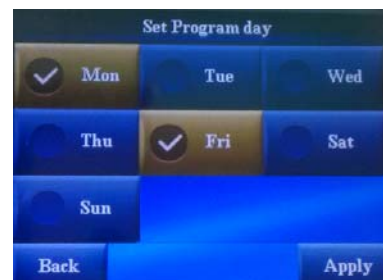 Set Program day
Mon Tue Wed
Thu Fri Sat
Sun
Back Apply